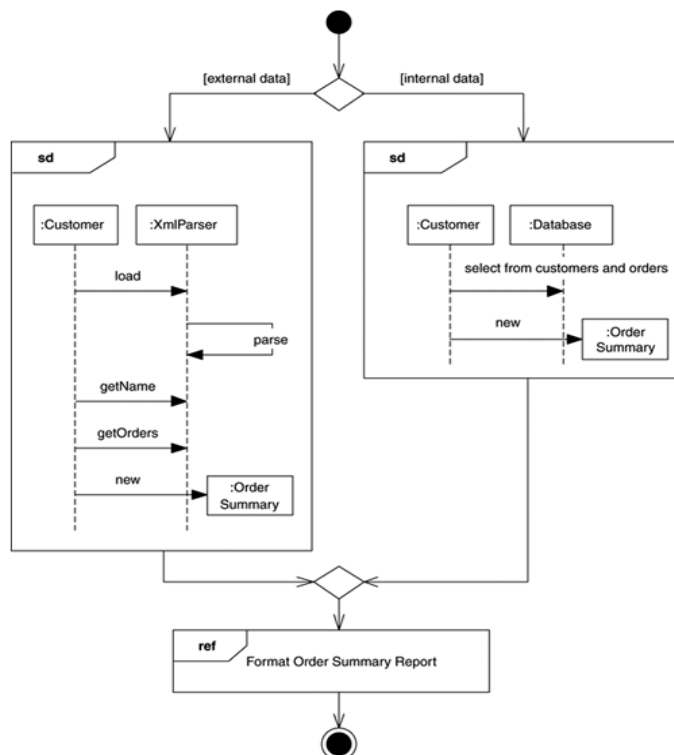 [external data]
[internal data]
sd
:Customer
:XmlParser
load
parse
getName
getOrders
new
:Order
Summary
sd
:Customer
:Database
select from customers and orders
new
:Order
Summary
ref
Format Order Summary Report